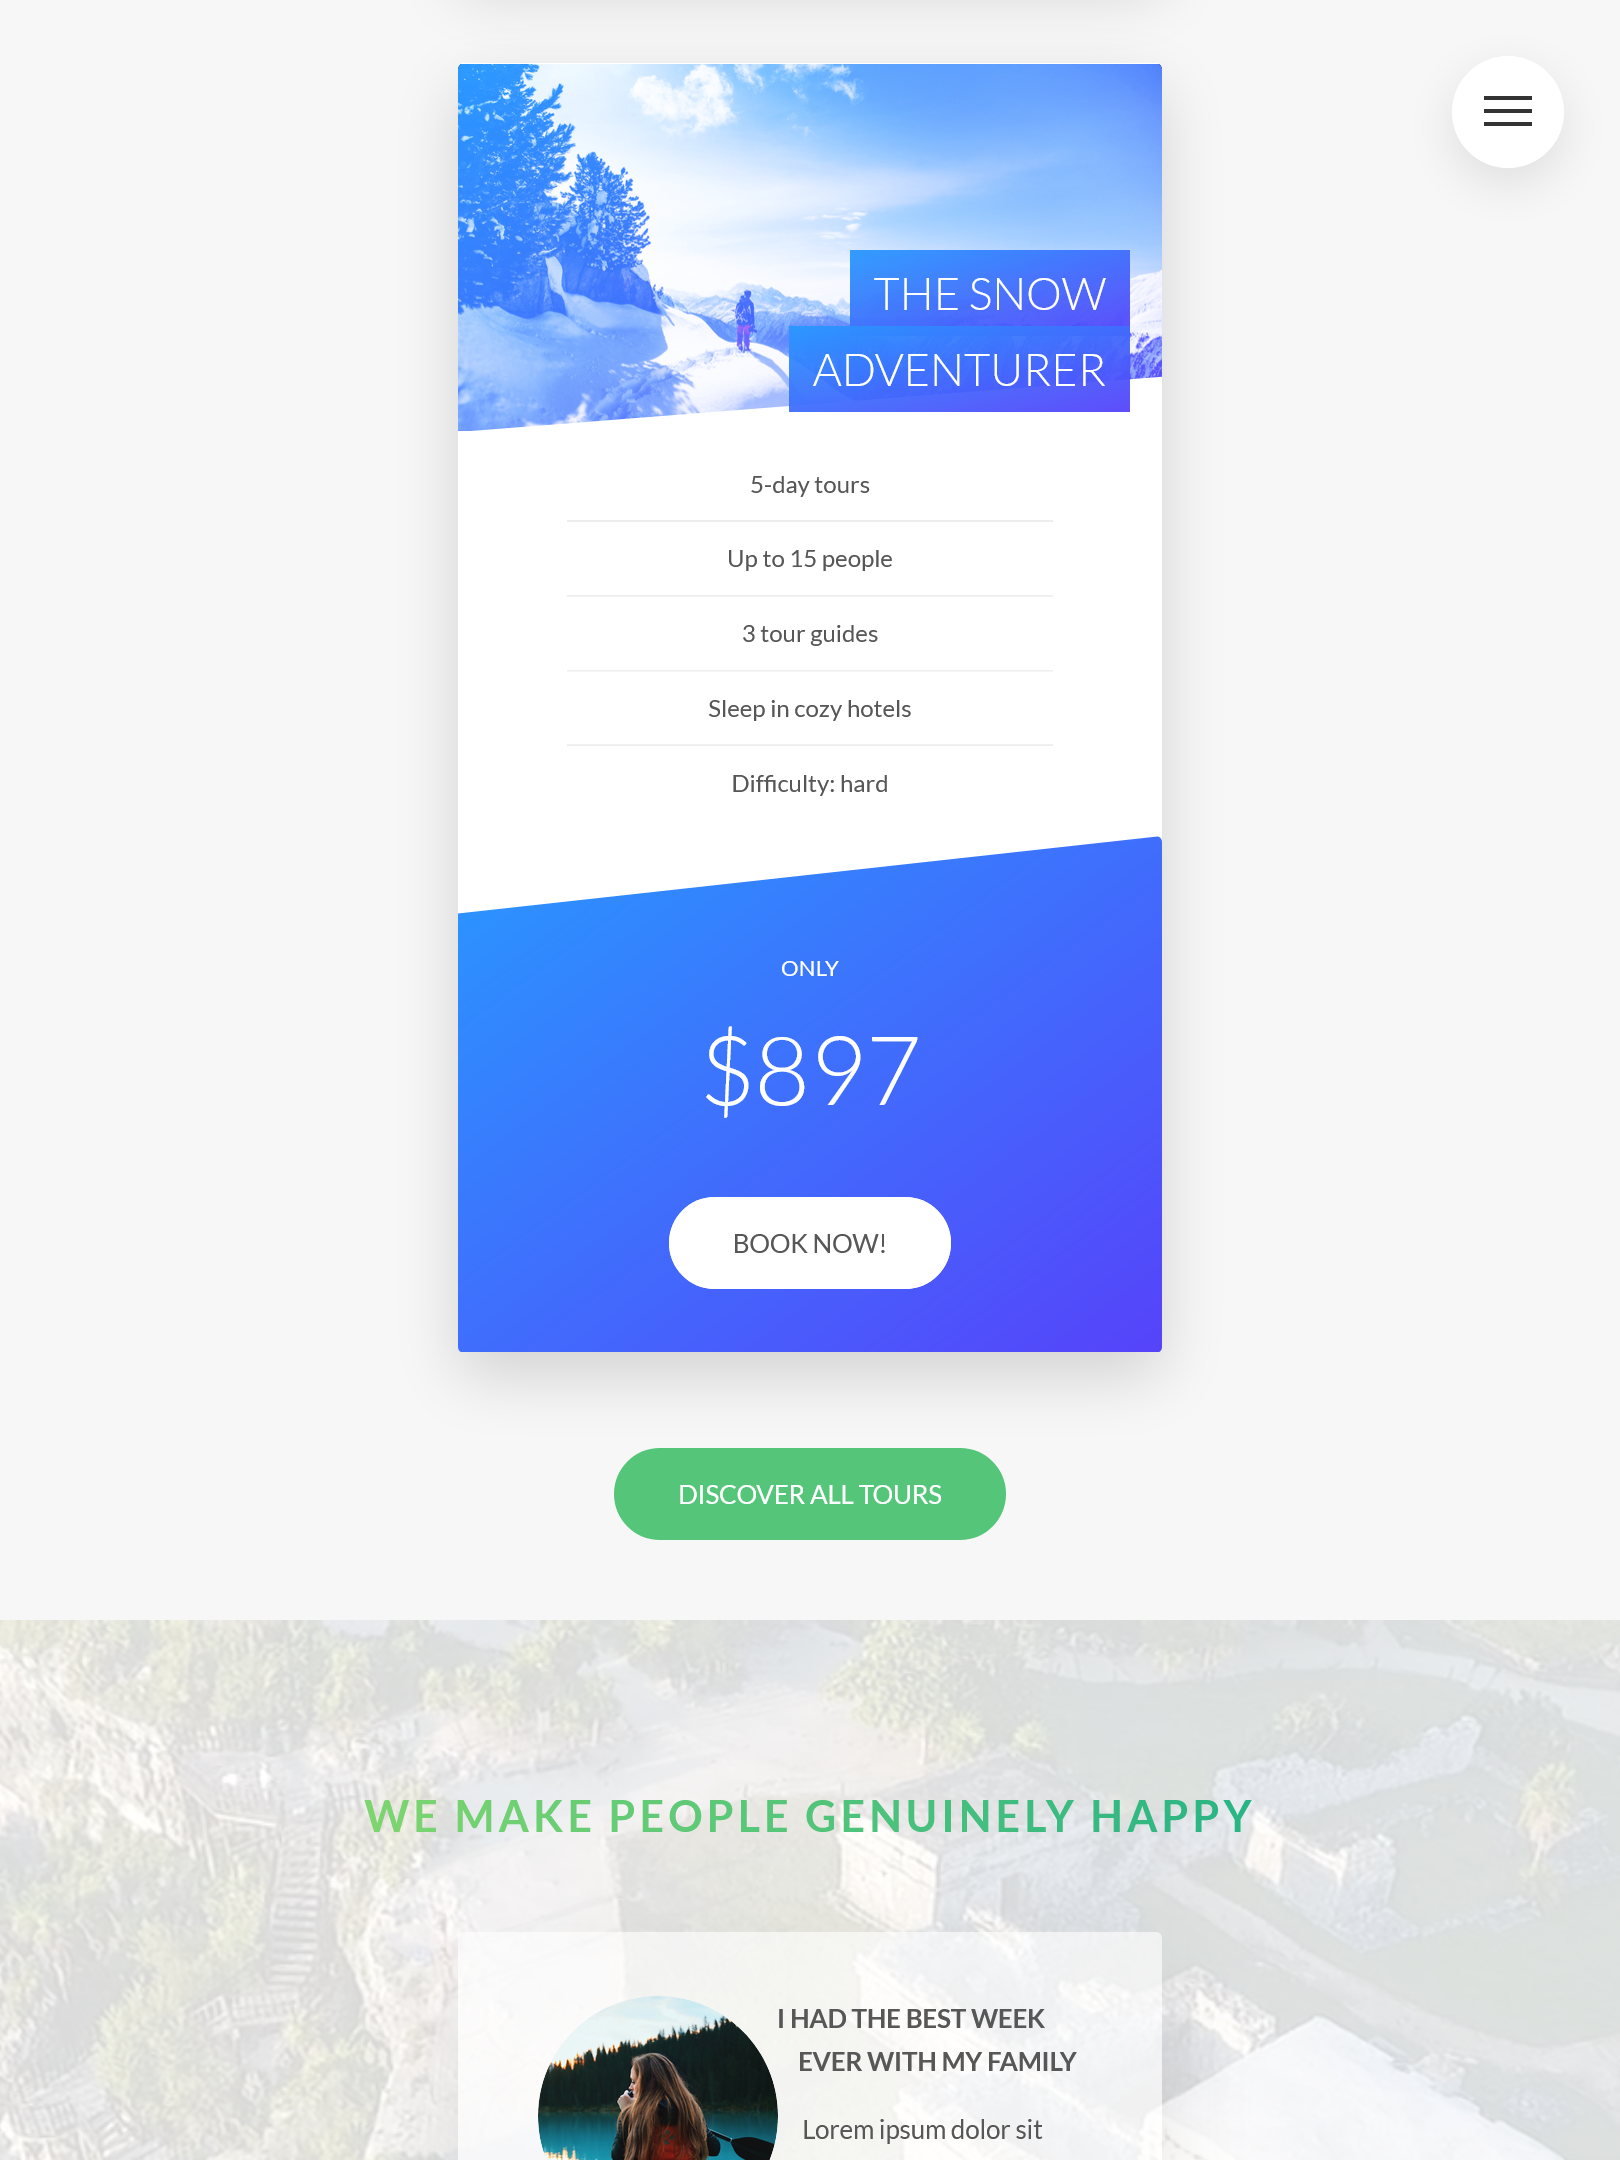 THE SNOW
ADVENTURER
5-day tours
Up to 15 people
3 tour guides
Sleep in cozy hotels
Difficulty: hard
ONLY
$897
BOOK NOW!
DISCOVER ALL TOURS
WE MAKE PEOPLE GENUINELY HAPPY
I HAD THE BEST WEEK
EVER WITH MY FAMILY
Lorem ipsum dolor sit